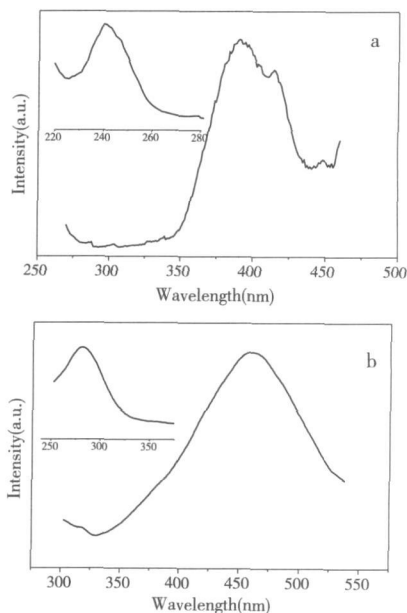 a
220 240 260 280
Intensity(a.u.)
250 300 350 400 450 500
Wavelength(nm)
b
250 300 350
Intensity(a.u.)
300 350 400 450 500 550
Wavelength(nm)